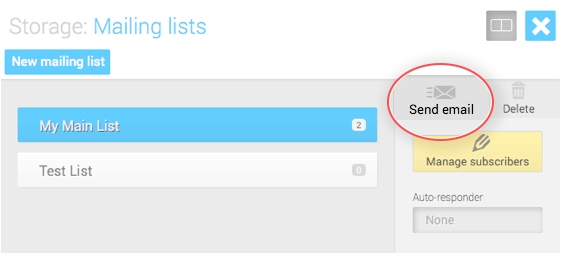 Storage: Mailing lists
New mailing list
Send email
Delete
My Main List 2
Manage subscribers
Test List 0
Auto-responder
None